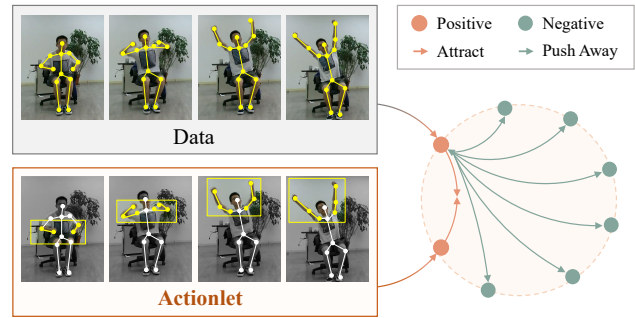 Positive
Negative
Attract
Push Away
Data
Actionlet